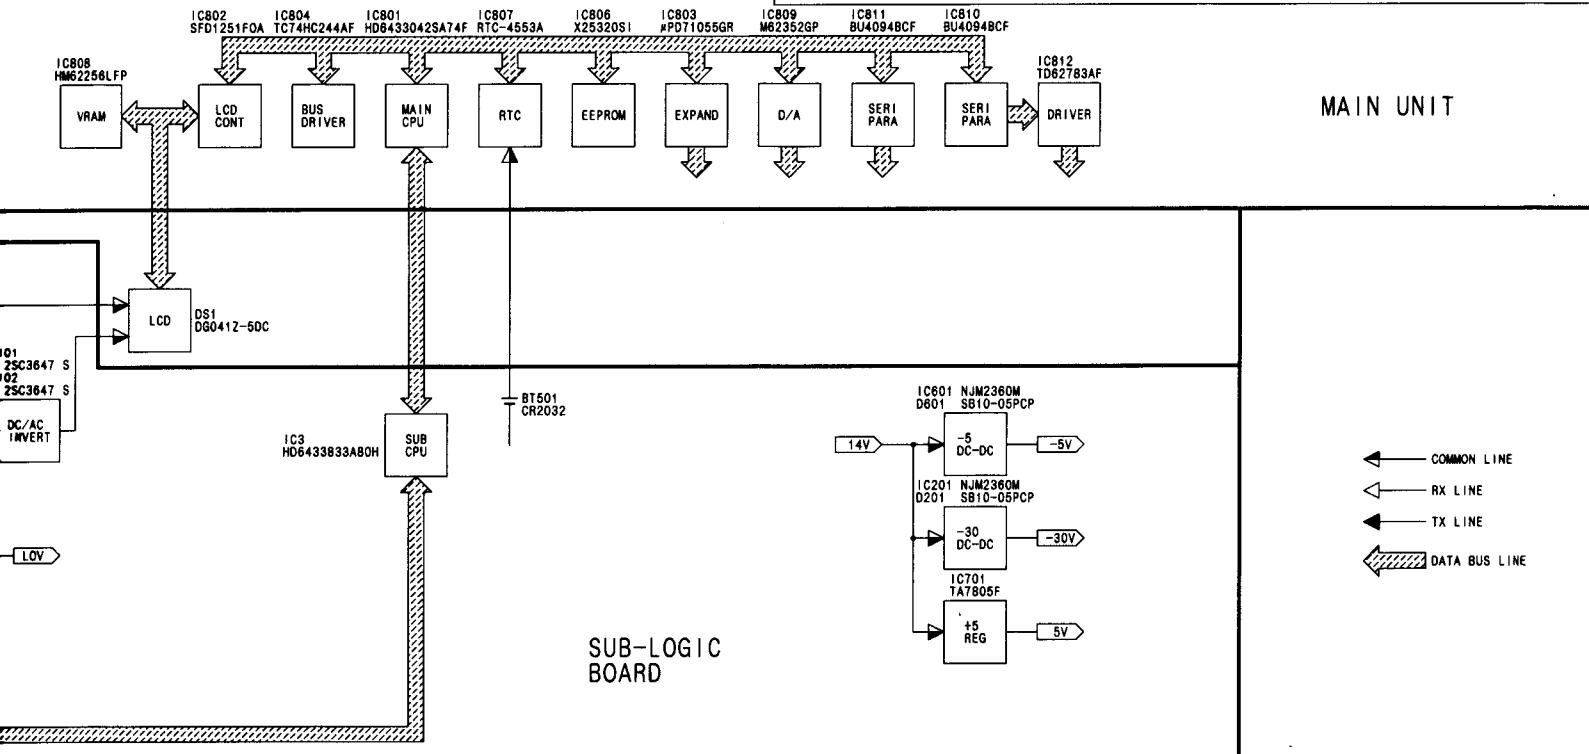 IC802
SFD1251FOA
IC804
TC74HC244AF
IC801
HD6433042SA74F
IC807
RTC-4553A
IC806
X25320SI
IC803
μPD71055GR
IC809
M62352GP
IC811
BU4094BCF
IC810
BU4094BCF
IC808
HM62256LFP
IC812
TD62783AF
VRAM
LCD
CONT
BUS
DRIVER
MAIN
CPU
RTC
EEPROM
EXPAND
D/A
SERI
PARA
SERI
PARA
DRIVER
MAIN UNIT
LCD
DS1
DG0412-5DC
2SC3647 S
2SC3647 S
DC/AC
INVERT
BT501
CR2032
IC3
HD6433833A80H
SUB
CPU
IC601 NJM2360M
D601 SB10-05PCP
14V
-5
DC-DC
-5V
IC201 NJM2360M
D201 SB10-05PCP
-30
DC-DC
-30V
IC701
TA7805F
+5
REG
5V
COMMON LINE
RX LINE
TX LINE
DATA BUS LINE
LOV
SUB-LOGIC
BOARD